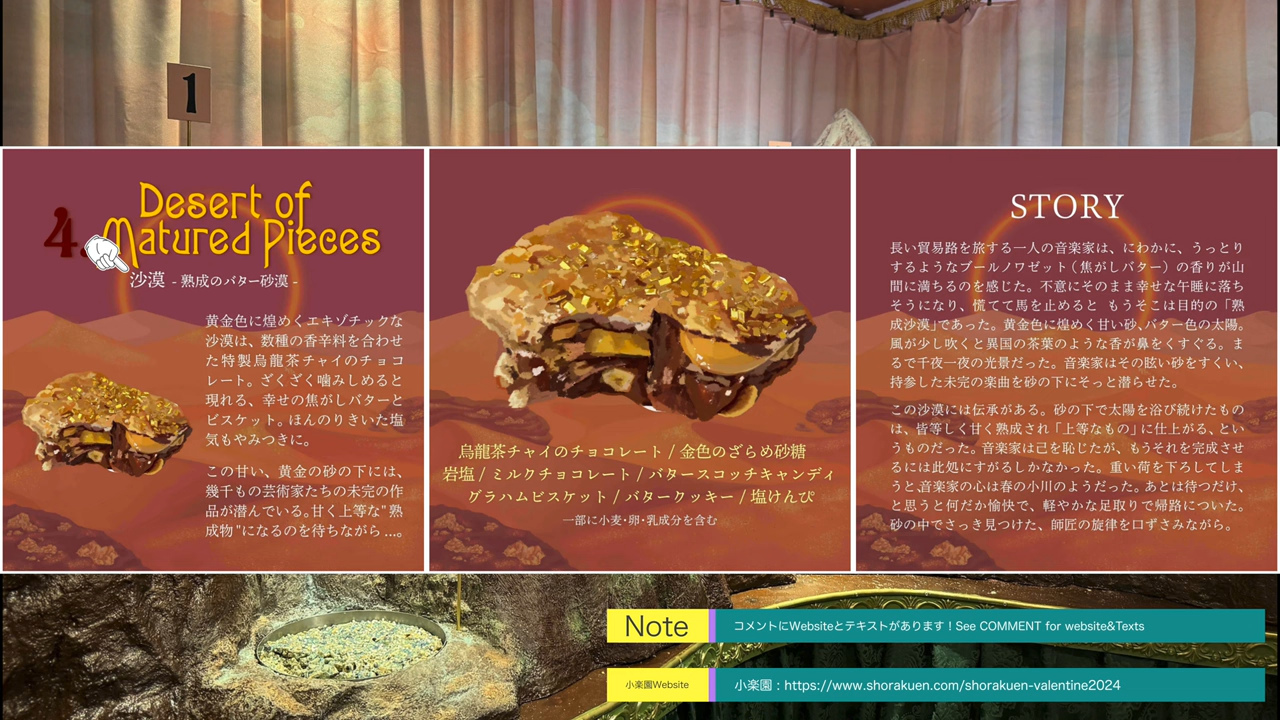 1
4.
Desert of
Matured Pieces
沙漠 - 熟成のバター砂漠 -
黄金色に煌めくエキゾチックな
沙漠は、数種の香辛料を合わせ
た特製烏龍茶チャイのチョコ
レート。ざくざく噛みしめると
現れる、幸せの焦がしバターと
ビスケット。ほんのりきいた塩
気もやみつきに。
この甘い、黄金の砂の下には、
幾千もの芸術家たちの未完の作
品が潜んでいる。甘く上等な"熟
成物"になるのを待ちながら…。
烏龍茶チャイのチョコレート / 金色のざらめ砂糖
岩塩 / ミルクチョコレート / バタースコッチキャンディ
グラハムビスケット / バタークッキー / 塩けんぴ
一部に小麦・卵・乳成分を含む
STORY
長い貿易路を旅する一人の音楽家は、にわかに、うっとり
するようなブールノワゼット（焦がしバター）の香りが山
間に満ちるのを感じた。不意にそのまま幸せな午睡に落ち
そうになり、慌てて馬を止めると もうそこは目的の「熟
成沙漠」であった。黄金色に煌めく甘い砂、バター色の太陽。
風が少し吹くと異国の茶葉のような香が鼻をくすぐる。ま
るで千夜一夜の光景だった。音楽家はその眩い砂をすくい、
持参した未完の楽曲を砂の下にそっと潜らせた。
この沙漠には伝承がある。砂の下で太陽を浴び続けたもの
は、皆等しく甘く熟成され「上等なもの」に仕上がる、とい
うものだった。音楽家は己を恥じたが、もうそれを完成させ
るには此処にすがるしかなかった。重い荷を下ろしてしま
うと、音楽家の心は春の小川のようだった。あとは待つだけ、
と思うと何だか愉快で、軽やかな足取りで帰路についた。
砂の中でさっき見つけた、師匠の旋律を口ずさみながら。
Note
コメントにWebsiteとテキストがあります！See COMMENT for website&Texts
小楽園Website
小楽園：https://www.shorakuen.com/shorakuen-valentine2024